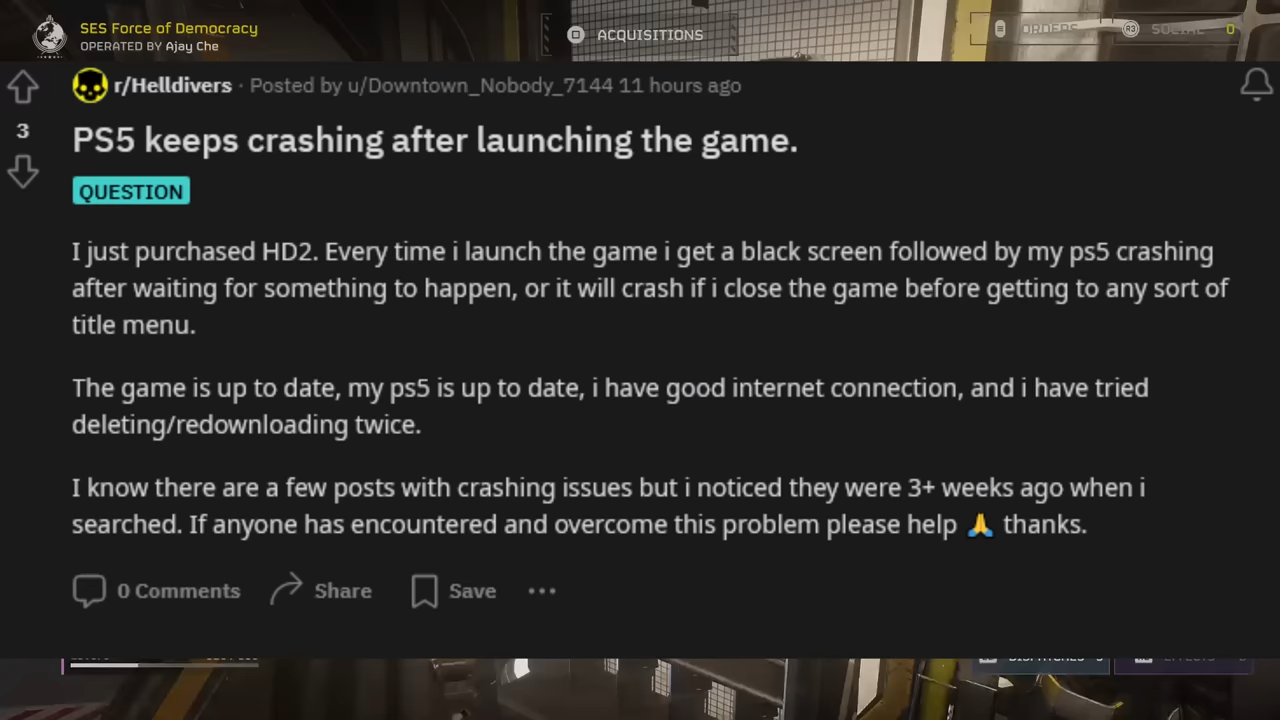 SES Force of Democracy
OPERATED BY Ajay Che
ACQUISITIONS
ORDERS
R3 SOCIAL 0
r/Helldivers · Posted by u/Downtown_Nobody_7144 11 hours ago
3
PS5 keeps crashing after launching the game.
QUESTION
I just purchased HD2. Every time i launch the game i get a black screen followed by my ps5 crashing
after waiting for something to happen, or it will crash if i close the game before getting to any sort of
title menu.
The game is up to date, my ps5 is up to date, i have good internet connection, and i have tried
deleting/redownloading twice.
I know there are a few posts with crashing issues but i noticed they were 3+ weeks ago when i
searched. If anyone has encountered and overcome this problem please help 🙏 thanks.
0 Comments Share Save ···